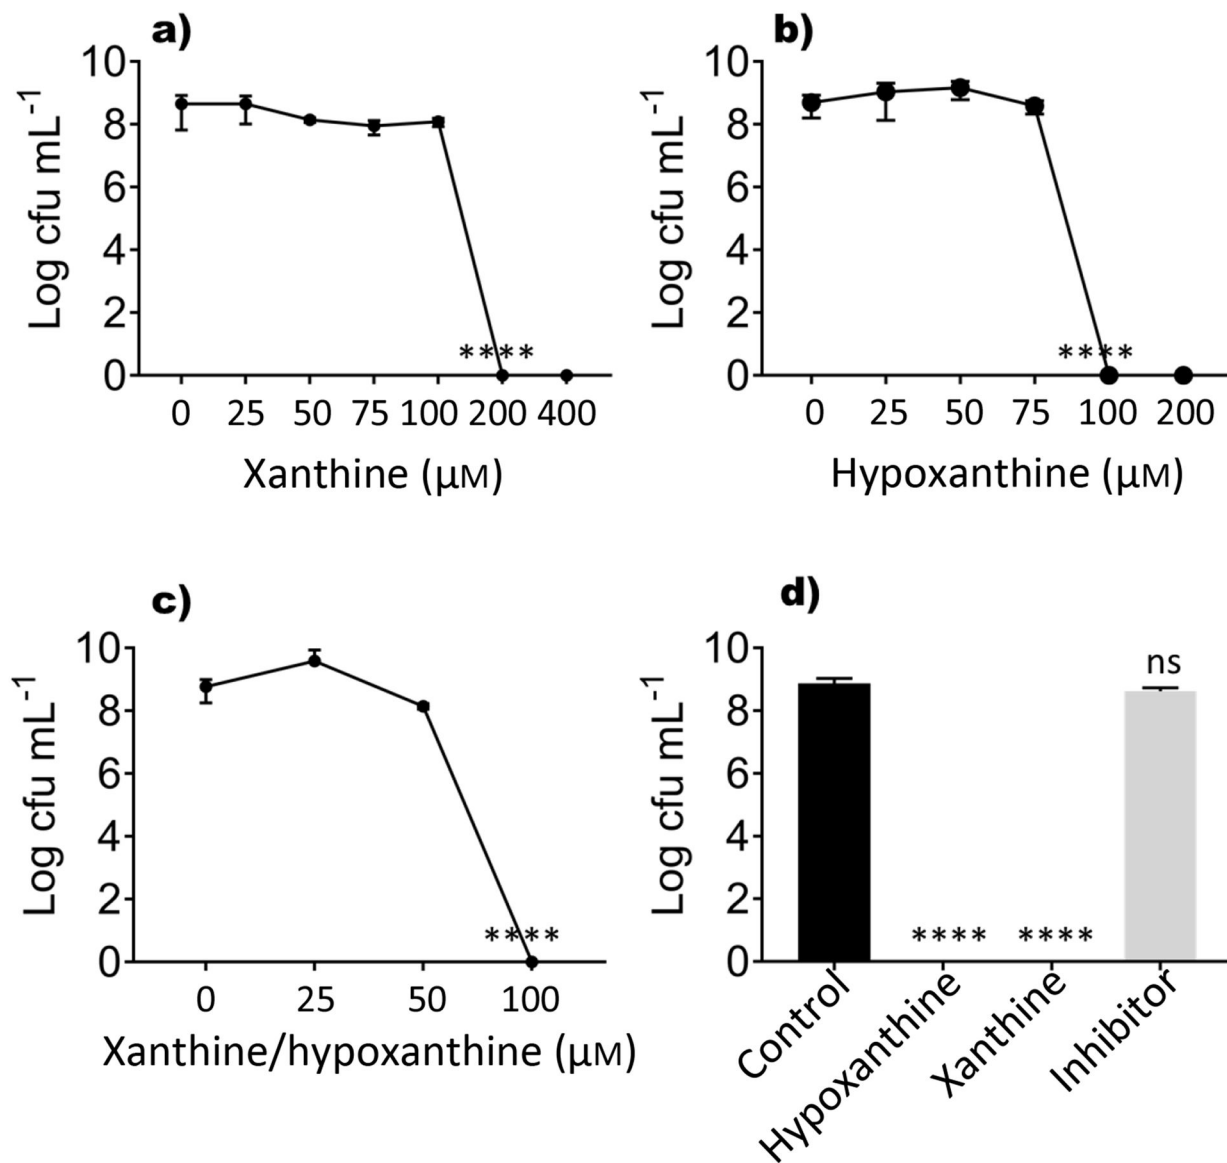 a)
10
8
6
4
2
0
Log cfu mL⁻¹
****
0 25 50 75 100 200 400
Xanthine (μM)
b)
10
8
6
4
2
0
Log cfu mL⁻¹
****
0 25 50 75 100 200
Hypoxanthine (μM)
c)
10
8
6
4
2
0
Log cfu mL⁻¹
****
0 25 50 100
Xanthine/hypoxanthine (μM)
d)
10
8
6
4
2
0
Log cfu mL⁻¹
ns
**** ****
Control
Hypoxanthine
Xanthine
Inhibitor